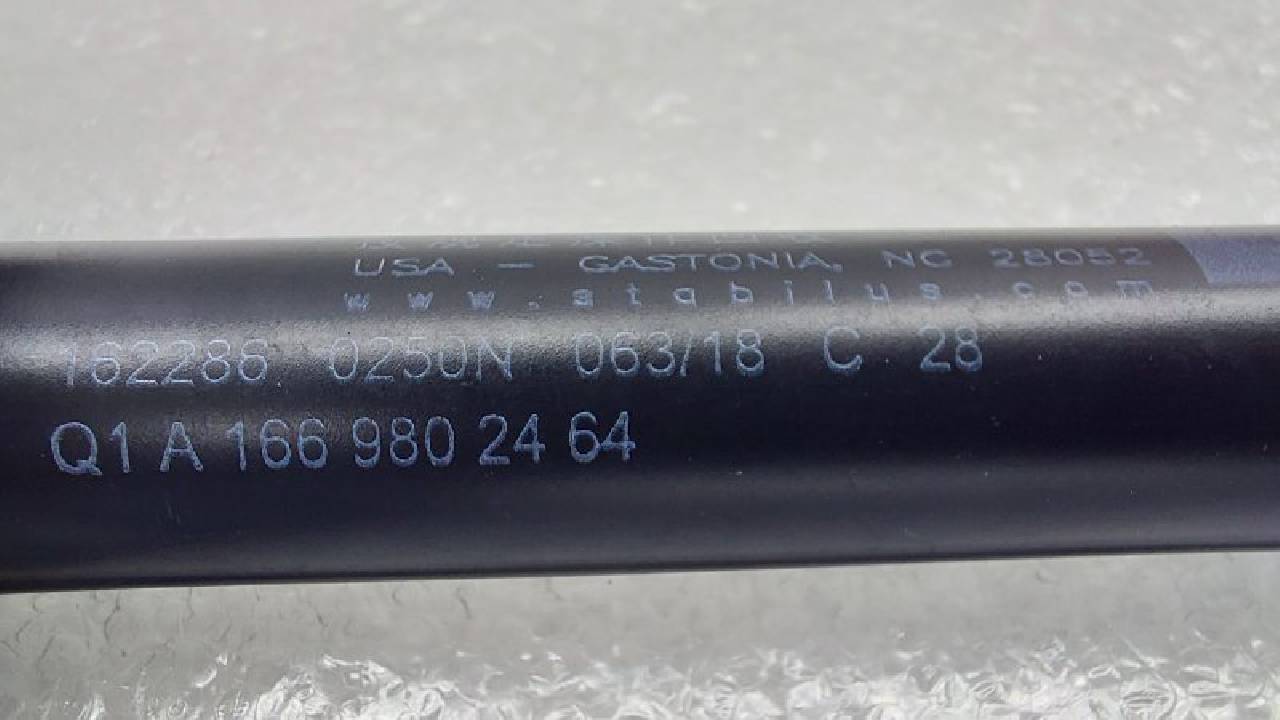 USA - GASTONIA, NC 28052
www.stabilus.com
162286 0250N 063/18 C 28
Q1 A 166 980 24 64